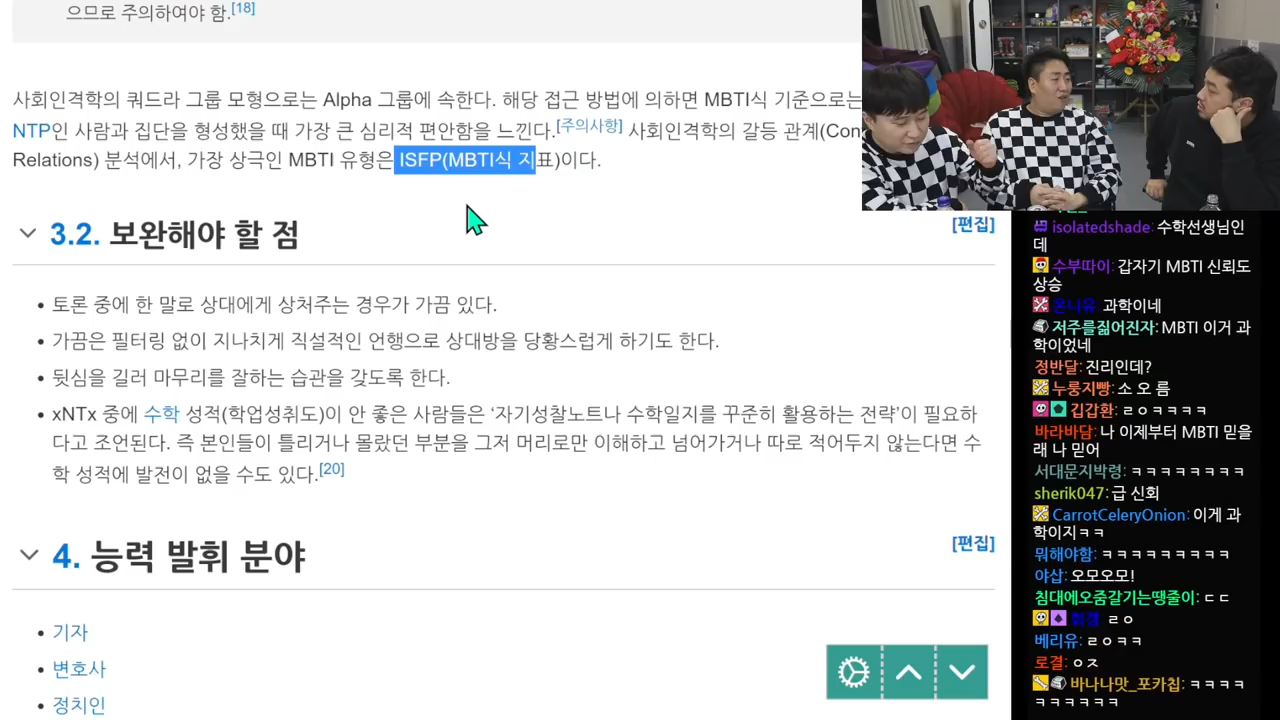 으므로 주의하여야 함.[18]
사회인격학의 쿼드라 그룹 모형으로는 Alpha 그룹에 속한다. 해당 접근 방법에 의하면 MBTI식 기준으로는
NTP인 사람과 집단을 형성했을 때 가장 큰 심리적 편안함을 느낀다.[주의사항] 사회인격학의 갈등 관계(Con
Relations) 분석에서, 가장 상극인 MBTI 유형은 ISFP(MBTI식 지표)이다.
3.2. 보완해야 할 점
[편집]
토론 중에 한 말로 상대에게 상처주는 경우가 가끔 있다.
가끔은 필터링 없이 지나치게 직설적인 언행으로 상대방을 당황스럽게 하기도 한다.
뒷심을 길러 마무리를 잘하는 습관을 갖도록 한다.
xNTx 중에 수학 성적(학업성취도)이 안 좋은 사람들은 ‘자기성찰노트나 수학일지를 꾸준히 활용하는 전략’이 필요하
다고 조언된다. 즉 본인들이 틀리거나 몰랐던 부분을 그저 머리로만 이해하고 넘어가거나 따로 적어두지 않는다면 수
학 성적에 발전이 없을 수도 있다.[20]
4. 능력 발휘 분야
[편집]
기자
변호사
정치인
isolatedshade: 수학선생님인
데
수부따이: 갑자기 MBTI 신뢰도
상승
온니유: 과학이네
저주를짊어진자: MBTI 이거 과
학이었네
정반달: 진리인데?
누룽지빵: 소 오 름
김갑환: ㄹㅇㅋㅋㅋㅋ
바라바담: 나 이제부터 MBTI 믿을
래 나 믿어
서대문지박령: ㅋㅋㅋㅋㅋㅋㅋㅋ
sherik047: 급 신회
CarrotCeleryOnion: 이게 과
학이지ㅋㅋ
뭐해야함: ㅋㅋㅋㅋㅋㅋㅋㅋㅋ
야삽: 오모오모!
침대에오줌갈기는땡줄이: ㄷㄷ
ㄹㅇ
베리유: ㄹㅇㅋㅋ
로결: ㅇㅈ
바나나맛_포카칩: ㅋㅋㅋㅋ
ㅋㅋㅋㅋㅋㅋ